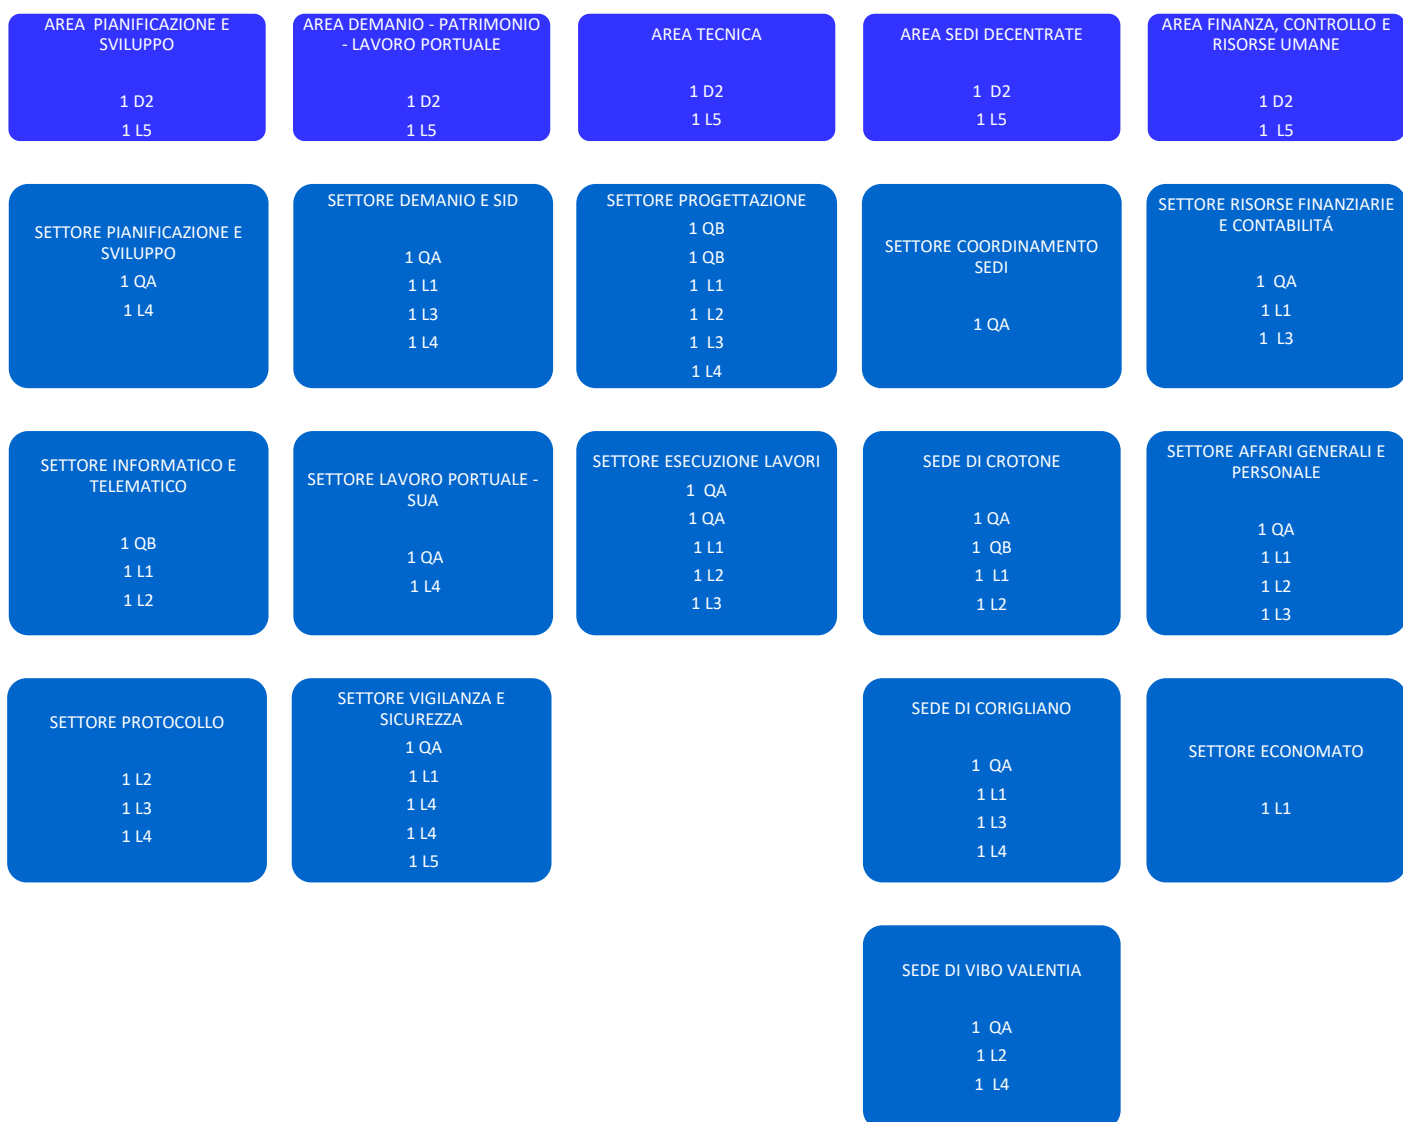 AREA  PIANIFICAZIONE E
SVILUPPO
1 D2
1 L5
AREA DEMANIO - PATRIMONIO
- LAVORO PORTUALE
1 D2
1 L5
AREA TECNICA
1 D2
1 L5
AREA SEDI DECENTRATE
1  D2
1 L5
AREA FINANZA, CONTROLLO E
RISORSE UMANE
1 D2
1  L5
SETTORE PIANIFICAZIONE E
SVILUPPO
1 QA
1 L4
SETTORE DEMANIO E SID
1 QA
1 L1
1 L3
1 L4
SETTORE PROGETTAZIONE
1 QB
1 QB
1  L1
1  L2
1  L3
1 L4
SETTORE COORDINAMENTO
SEDI
1 QA
SETTORE RISORSE FINANZIARIE
E CONTABILITÁ
1  QA
1 L1
1  L3
SETTORE INFORMATICO E
TELEMATICO
1 QB
1 L1
1 L2
SETTORE LAVORO PORTUALE -
SUA
1 QA
1 L4
SETTORE ESECUZIONE LAVORI
1  QA
1 QA
1 L1
1 L2
1 L3
SEDE DI CROTONE
1 QA
1  QB
1  L1
1 L2
SETTORE AFFARI GENERALI E
PERSONALE
1 QA
1 L1
1 L2
1 L3
SETTORE PROTOCOLLO
1 L2
1 L3
1 L4
SETTORE VIGILANZA E
SICUREZZA
1 QA
1 L1
1 L4
1 L4
1 L5
SEDE DI CORIGLIANO
1  QA
1 L1
1 L3
1 L4
SETTORE ECONOMATO
1 L1
SEDE DI VIBO VALENTIA
1  QA
1 L2
1  L4